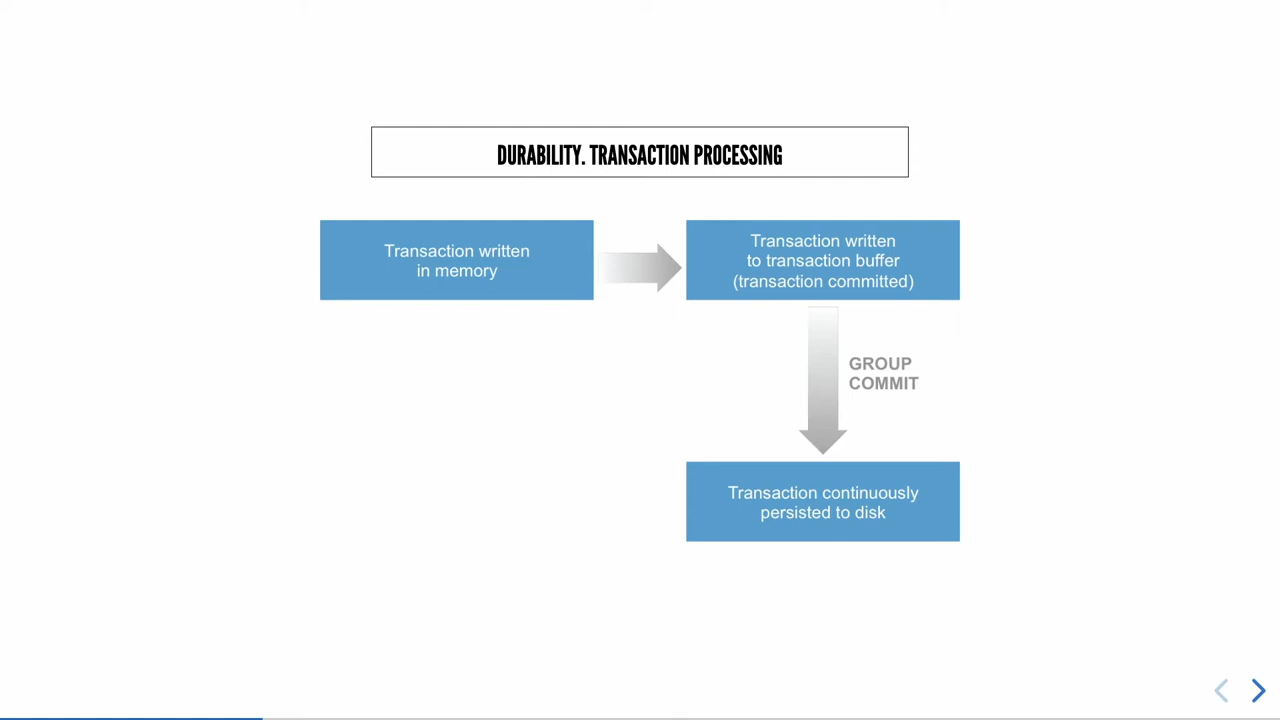 DURABILITY. TRANSACTION PROCESSING
Transaction written
in memory
Transaction written
to transaction buffer
(transaction committed)
GROUP
COMMIT
Transaction continuously
persisted to disk